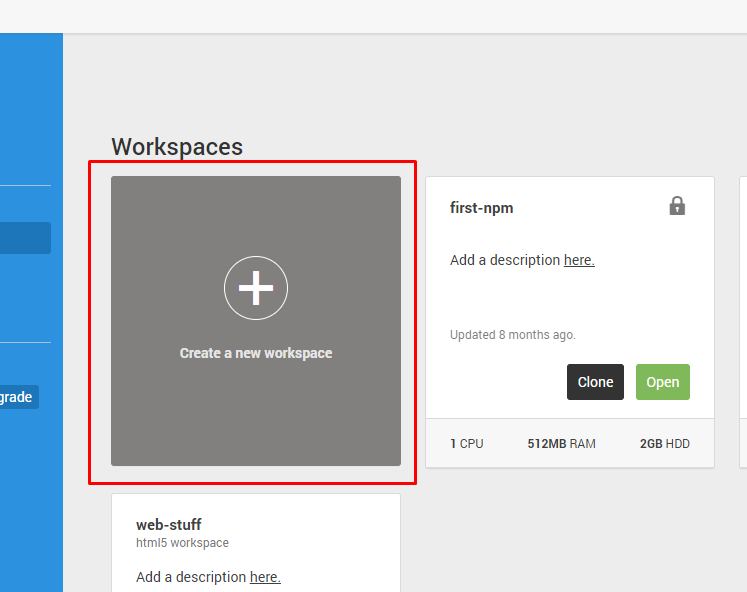 Workspaces
Create a new workspace
first-npm
Add a description here.
Updated 8 months ago.
Clone
Open
1 CPU 512MB RAM 2GB HDD
grade
web-stuff
html5 workspace
Add a description here.